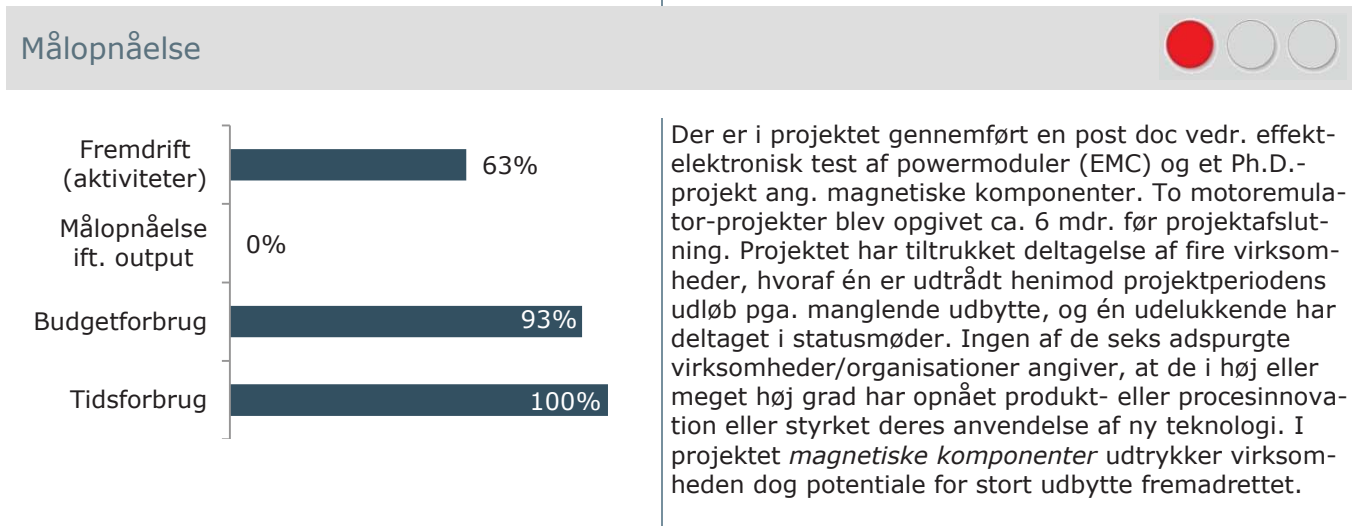 Målopnåelse
Fremdrift
(aktiviteter)
63%
Målopnåelse
ift. output
0%
Budgetforbrug
93%
Tidsforbrug
100%
Der er i projektet gennemført en post doc vedr. effekt-
elektronisk test af powermoduler (EMC) og et Ph.D.-
projekt ang. magnetiske komponenter. To motoremula-
tor-projekter blev opgivet ca. 6 mdr. før projektafslut-
ning. Projektet har tiltrukket deltagelse af fire virksom-
heder, hvoraf én er udtrådt henimod projektperiodens
udløb pga. manglende udbytte, og én udelukkende har
deltaget i statusmøder. Ingen af de seks adspurgte
virksomheder/organisationer angiver, at de i høj eller
meget høj grad har opnået produkt- eller procesinnova-
tion eller styrket deres anvendelse af ny teknologi. I
projektet magnetiske komponenter udtrykker virksom-
heden dog potentiale for stort udbytte fremadrettet.